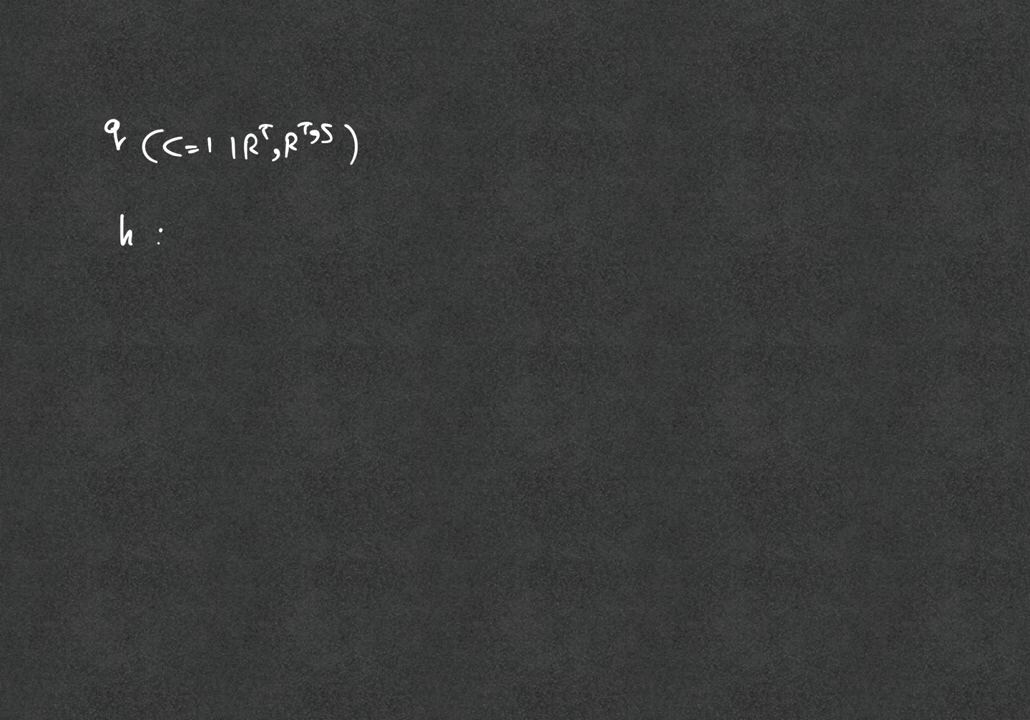 q (C=1 | R^T, R^T,S)
h :